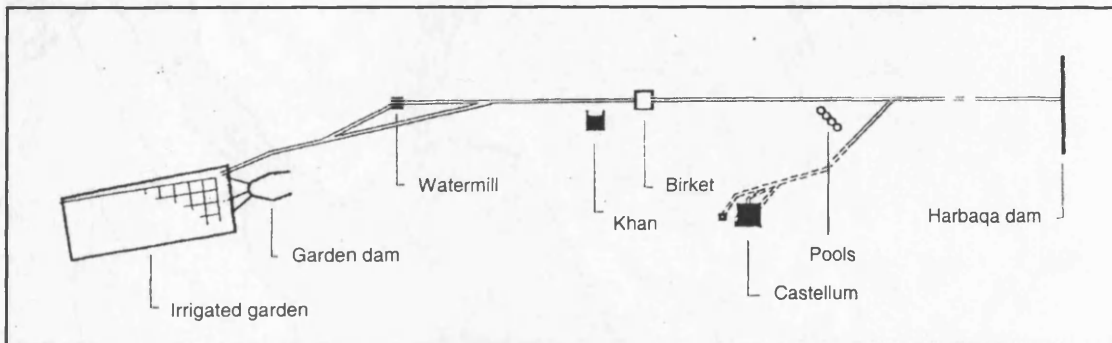 Watermill
Khan
Birket
Harbaqa dam
Garden dam
Pools
Castellum
Irrigated garden